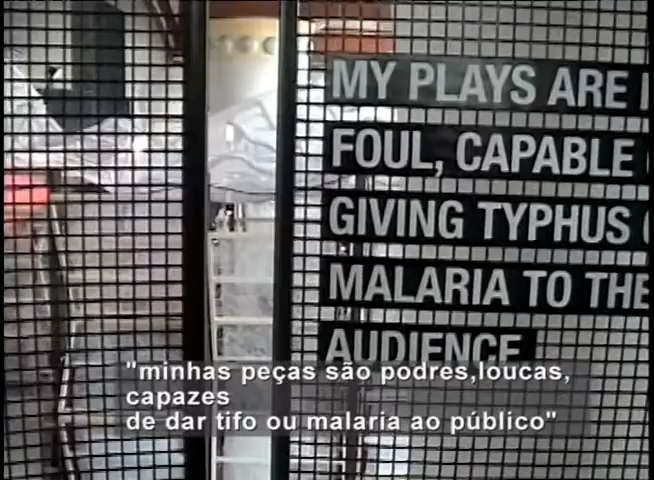 MY PLAYS ARE
FOUL, CAPABLE
GIVING TYPHUS
MALARIA TO THE
AUDIENCE
"minhas peças são podres,loucas,
capazes
de dar tifo ou malaria ao público"